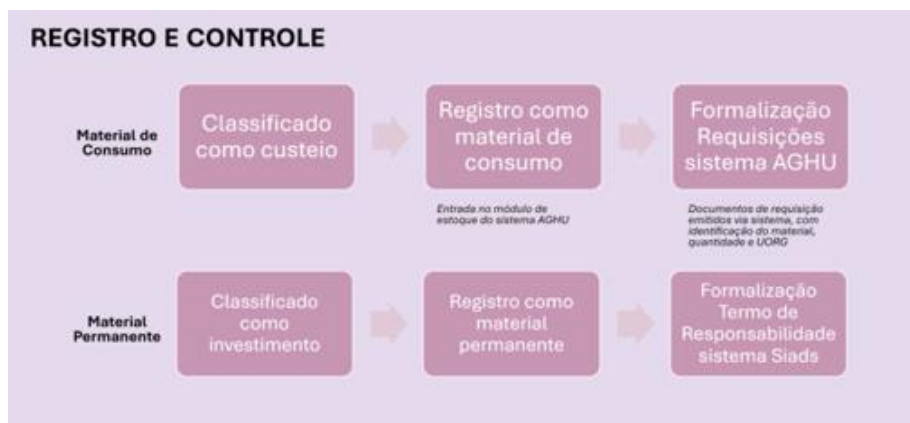 REGISTRO E CONTROLE
Material de
Consumo
Classificado
como custeio
Registro como
material de
consumo
Formalização
Requisições
sistema AGHU
Entrada no módulo de
estoque do sistema AGHU
Documentos de requisição
emitidos via sistema, com
identificação do material,
quantidade e UORG
Material
Permanente
Classificado
como
investimento
Registro como
material
permanente
Formalização
Termo de
Responsabilidade
sistema Siads